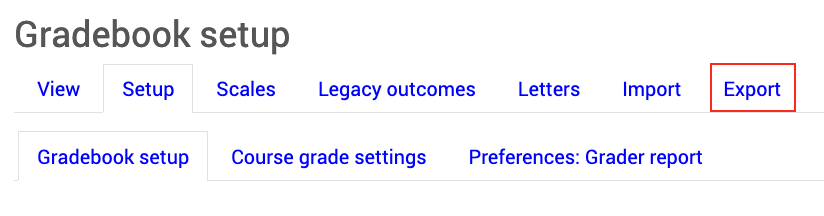 Gradebook setup
View Setup Scales Legacy outcomes Letters Import Export
Gradebook setup Course grade settings Preferences: Grader report